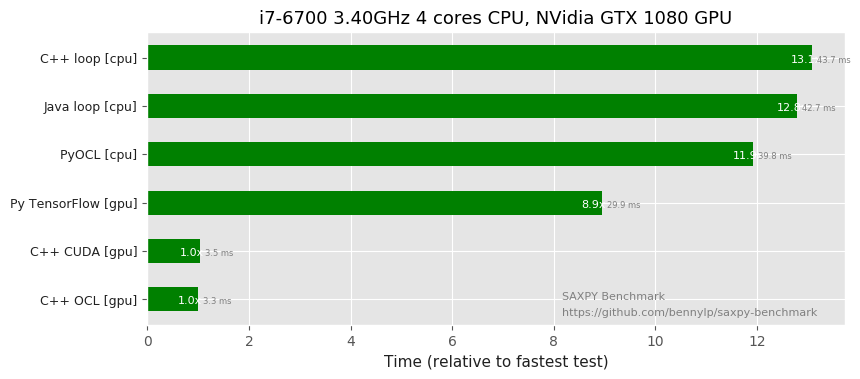 i7-6700 3.40GHz 4 cores CPU, NVidia GTX 1080 GPU
C++ loop [cpu] 13.1 43.7 ms
Java loop [cpu] 12.8 42.7 ms
PyOCL [cpu] 11.9 39.8 ms
Py TensorFlow [gpu] 8.9x 29.9 ms
C++ CUDA [gpu] 1.0x 3.5 ms
C++ OCL [gpu] 1.0x 3.3 ms
SAXPY Benchmark
https://github.com/bennylp/saxpy-benchmark
0 2 4 6 8 10 12
Time (relative to fastest test)